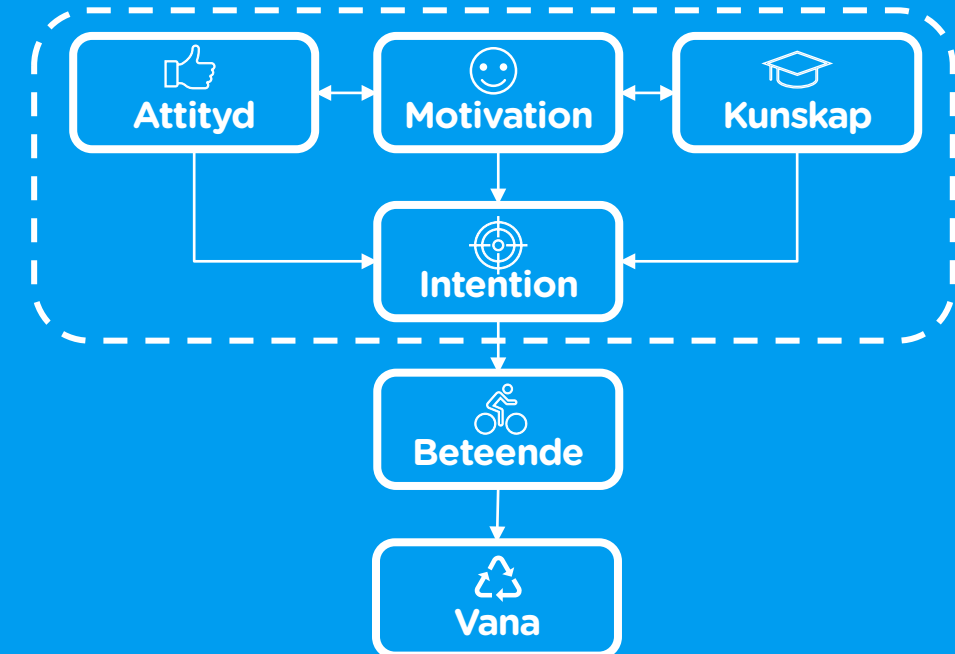 Attityd
Motivation
Kunskap
Intention
Beteende
Vana